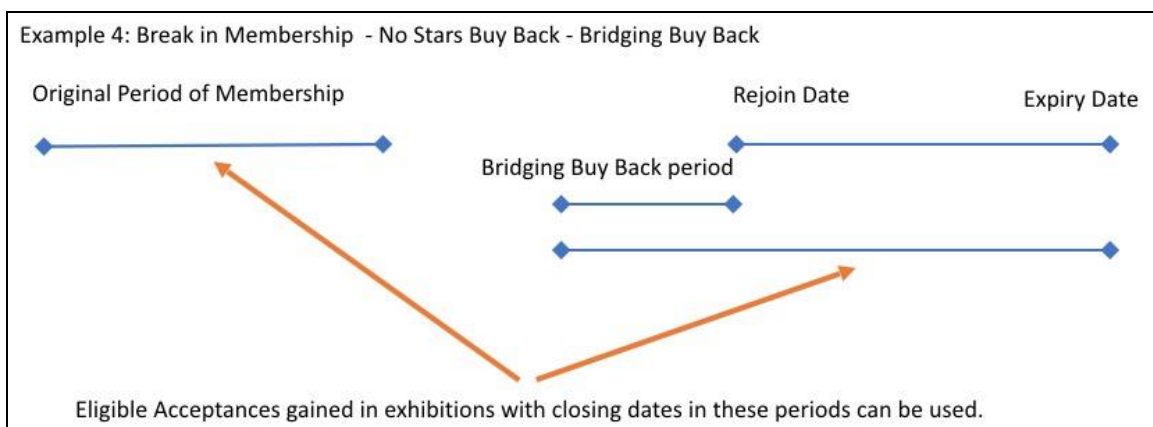 Example 4: Break in Membership - No Stars Buy Back - Bridging Buy Back
Original Period of Membership
Rejoin Date
Expiry Date
Bridging Buy Back period
Eligible Acceptances gained in exhibitions with closing dates in these periods can be used.